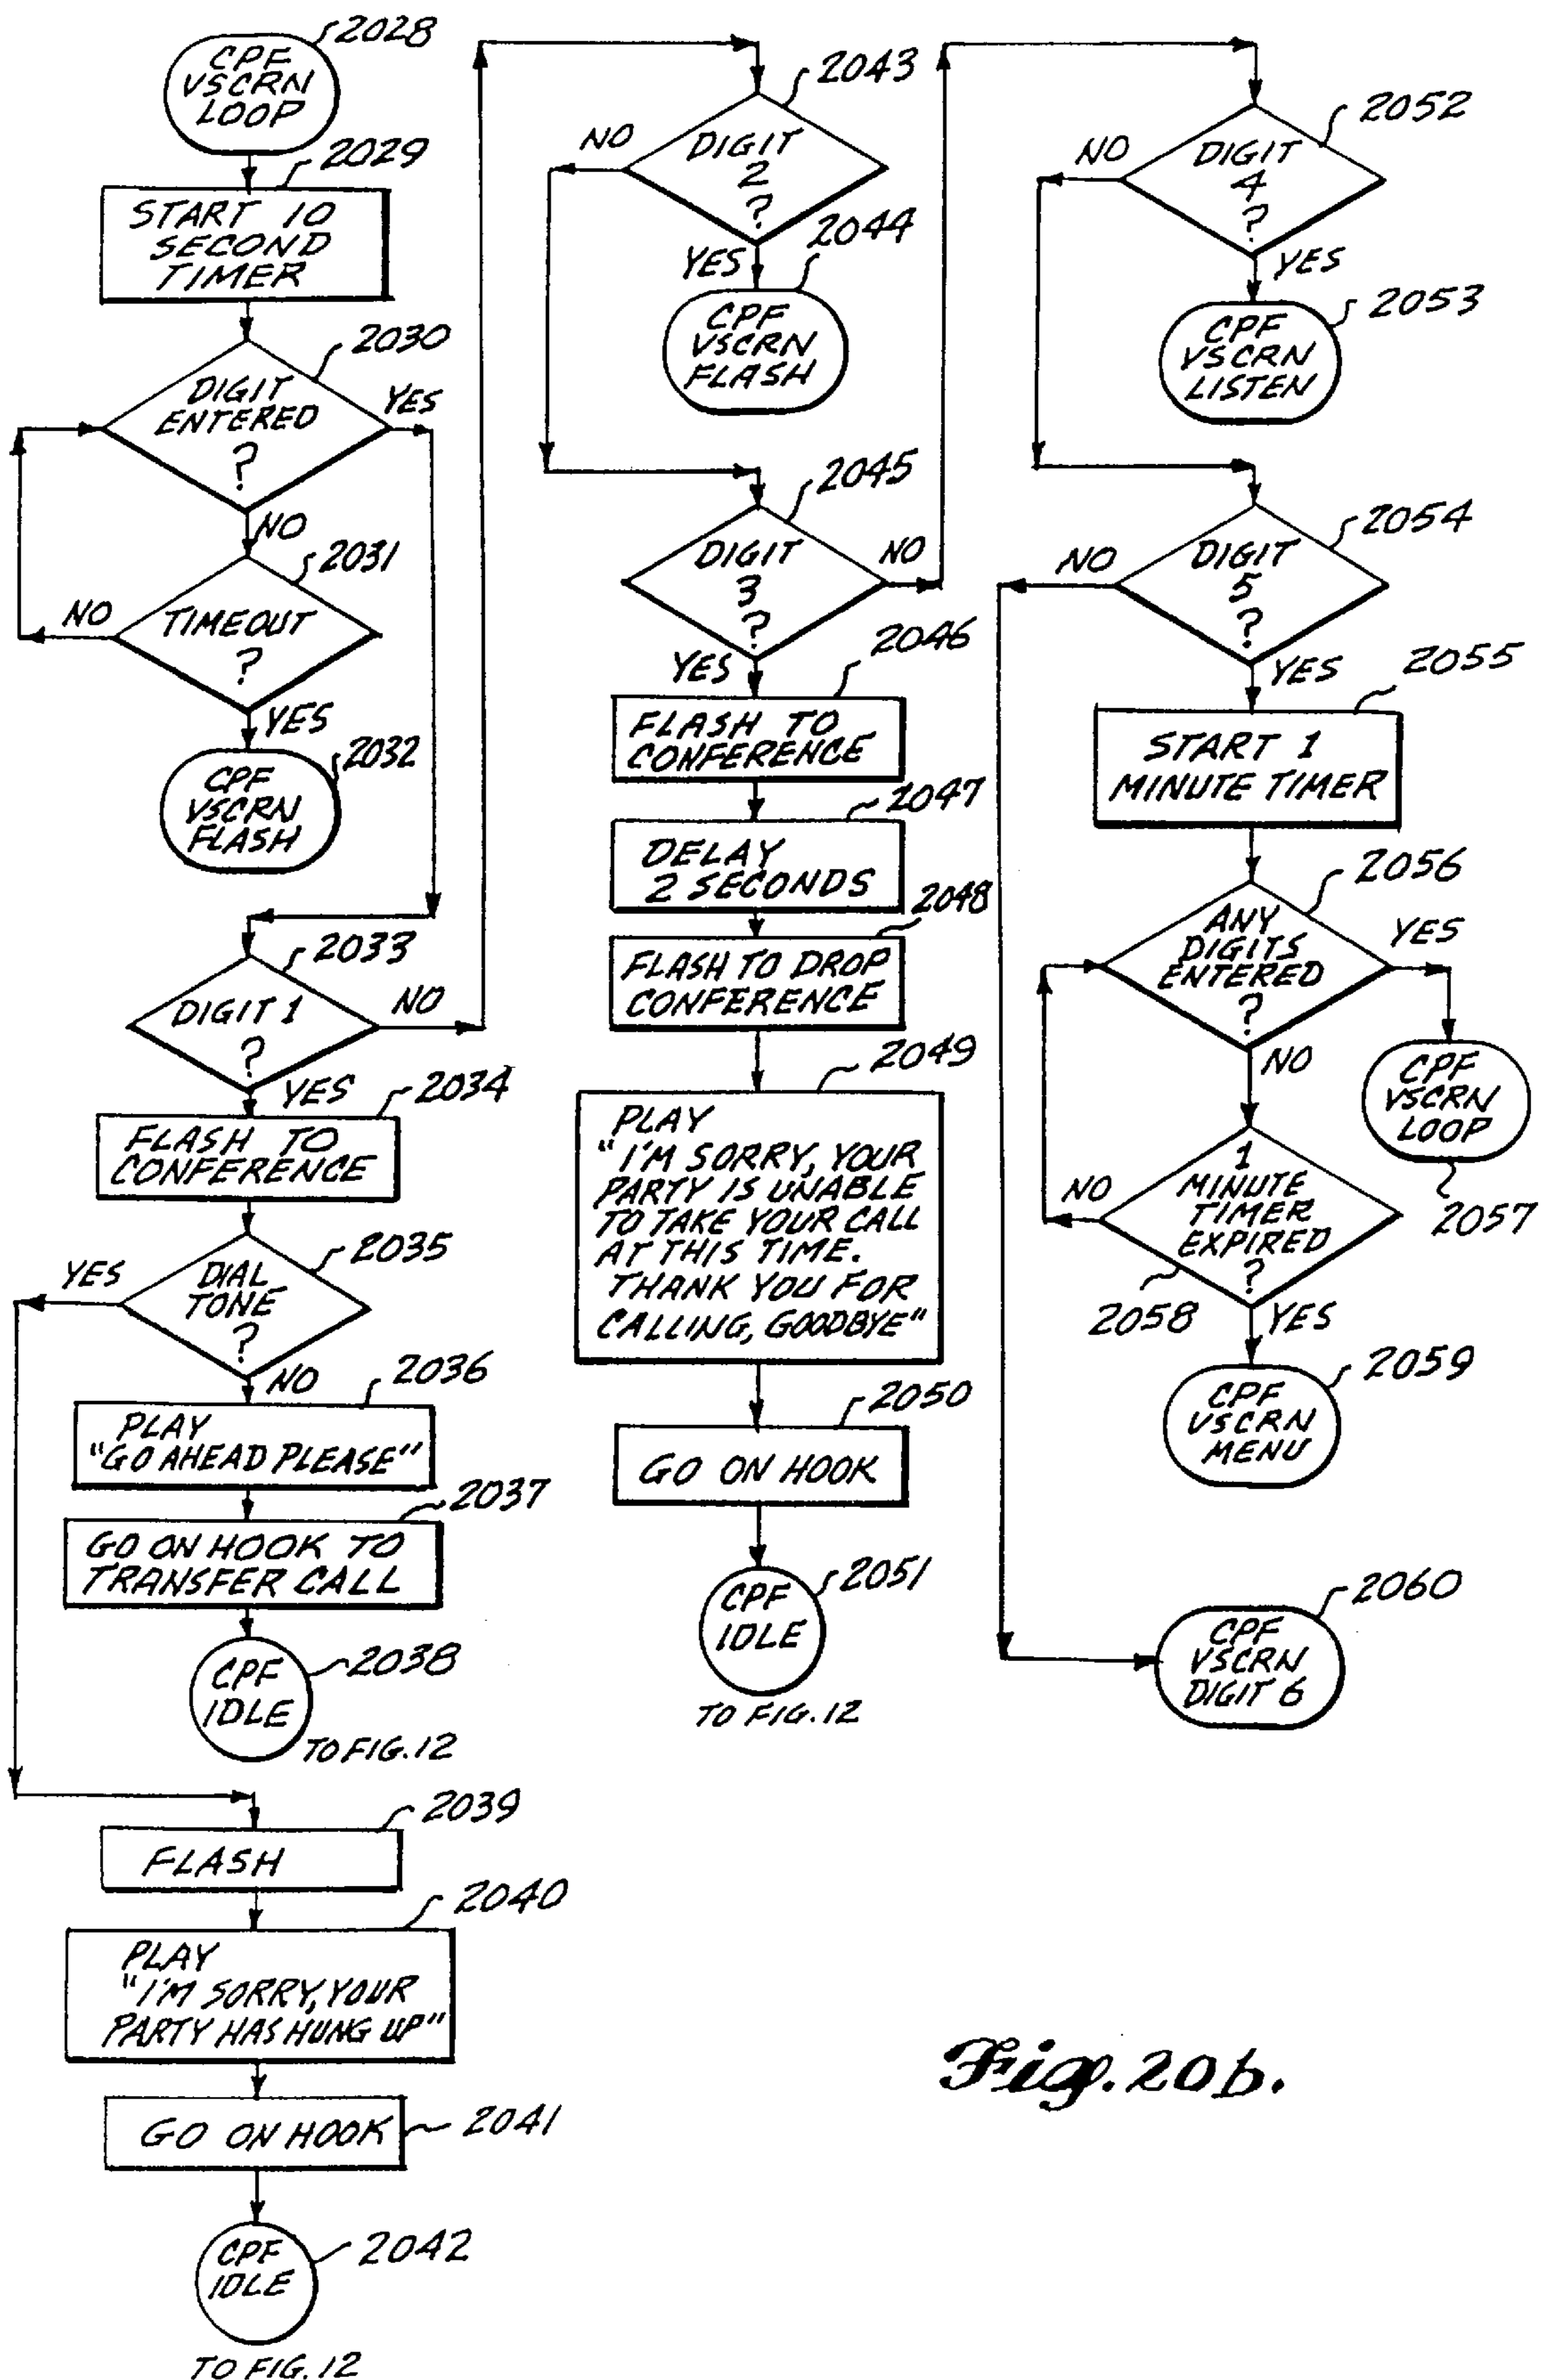 2028
CPF
VSCRN
LOOP
2029
START 10
SECOND
TIMER
2030
DIGIT
ENTERED
?
YES
NO
2031
TIMEOUT
?
NO
YES
2032
CPF
VSCRN
FLASH
2033
DIGIT 1
?
NO
YES
2034
FLASH TO
CONFERENCE
2035
DIAL
TONE
?
YES
NO
2036
PLAY
"GO AHEAD PLEASE"
2037
GO ON HOOK TO
TRANSFER CALL
2038
CPF
IDLE
TO FIG. 12
2039
FLASH
2040
PLAY
"I'M SORRY, YOUR
PARTY HAS HUNG UP"
2041
GO ON HOOK
2042
CPF
IDLE
TO FIG. 12
2043
DIGIT
2
?
NO
YES
2044
CPF
VSCRN
FLASH
2045
DIGIT
3
?
NO
YES
2046
FLASH TO
CONFERENCE
2047
DELAY
2 SECONDS
2048
FLASH TO DROP
CONFERENCE
2049
PLAY
"I'M SORRY, YOUR
PARTY IS UNABLE
TO TAKE YOUR CALL
AT THIS TIME.
THANK YOU FOR
CALLING, GOODBYE"
2050
GO ON HOOK
2051
CPF
IDLE
TO FIG. 12
2052
DIGIT
4
?
NO
YES
2053
CPF
VSCRN
LISTEN
2054
DIGIT
5
?
NO
YES
2055
START 1
MINUTE TIMER
2056
ANY
DIGITS
ENTERED
?
YES
NO
CPF
VSCRN
LOOP
2057
1
MINUTE
TIMER
EXPIRED
?
NO
2058
YES
2059
CPF
VSCRN
MENU
2060
CPF
VSCRN
DIGIT 6
Fig. 20b.